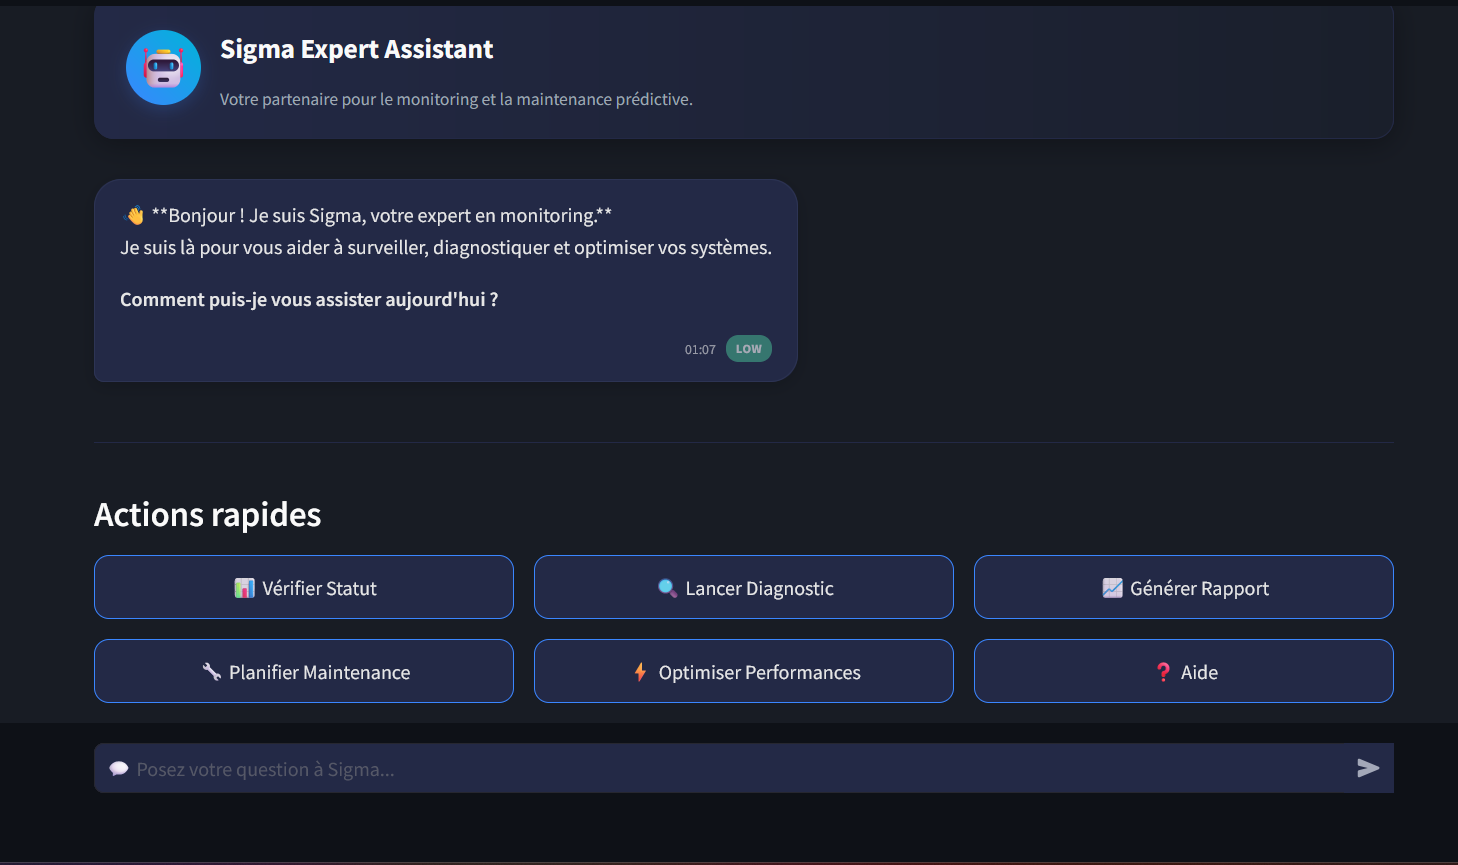 Sigma Expert Assistant
Votre partenaire pour le monitoring et la maintenance prédictive.
👋 **Bonjour ! Je suis Sigma, votre expert en monitoring.**
Je suis là pour vous aider à surveiller, diagnostiquer et optimiser vos systèmes.
Comment puis-je vous assister aujourd'hui ?
01:07 LOW
Actions rapides
📊 Vérifier Statut
🔍 Lancer Diagnostic
📈 Générer Rapport
🔧 Planifier Maintenance
⚡ Optimiser Performances
❓ Aide
💬 Posez votre question à Sigma...